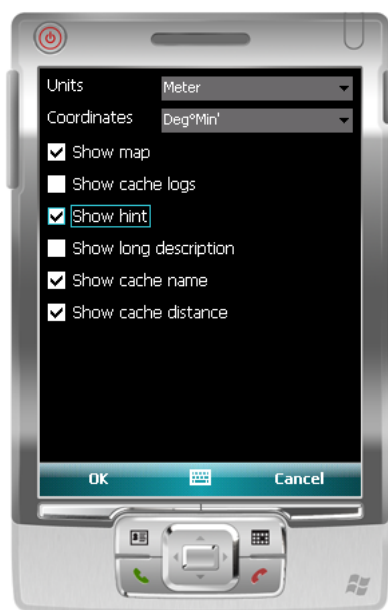 Units Meter
Coordinates Deg°Min'
Show map
Show cache logs
Show hint
Show long description
Show cache name
Show cache distance
OK Cancel